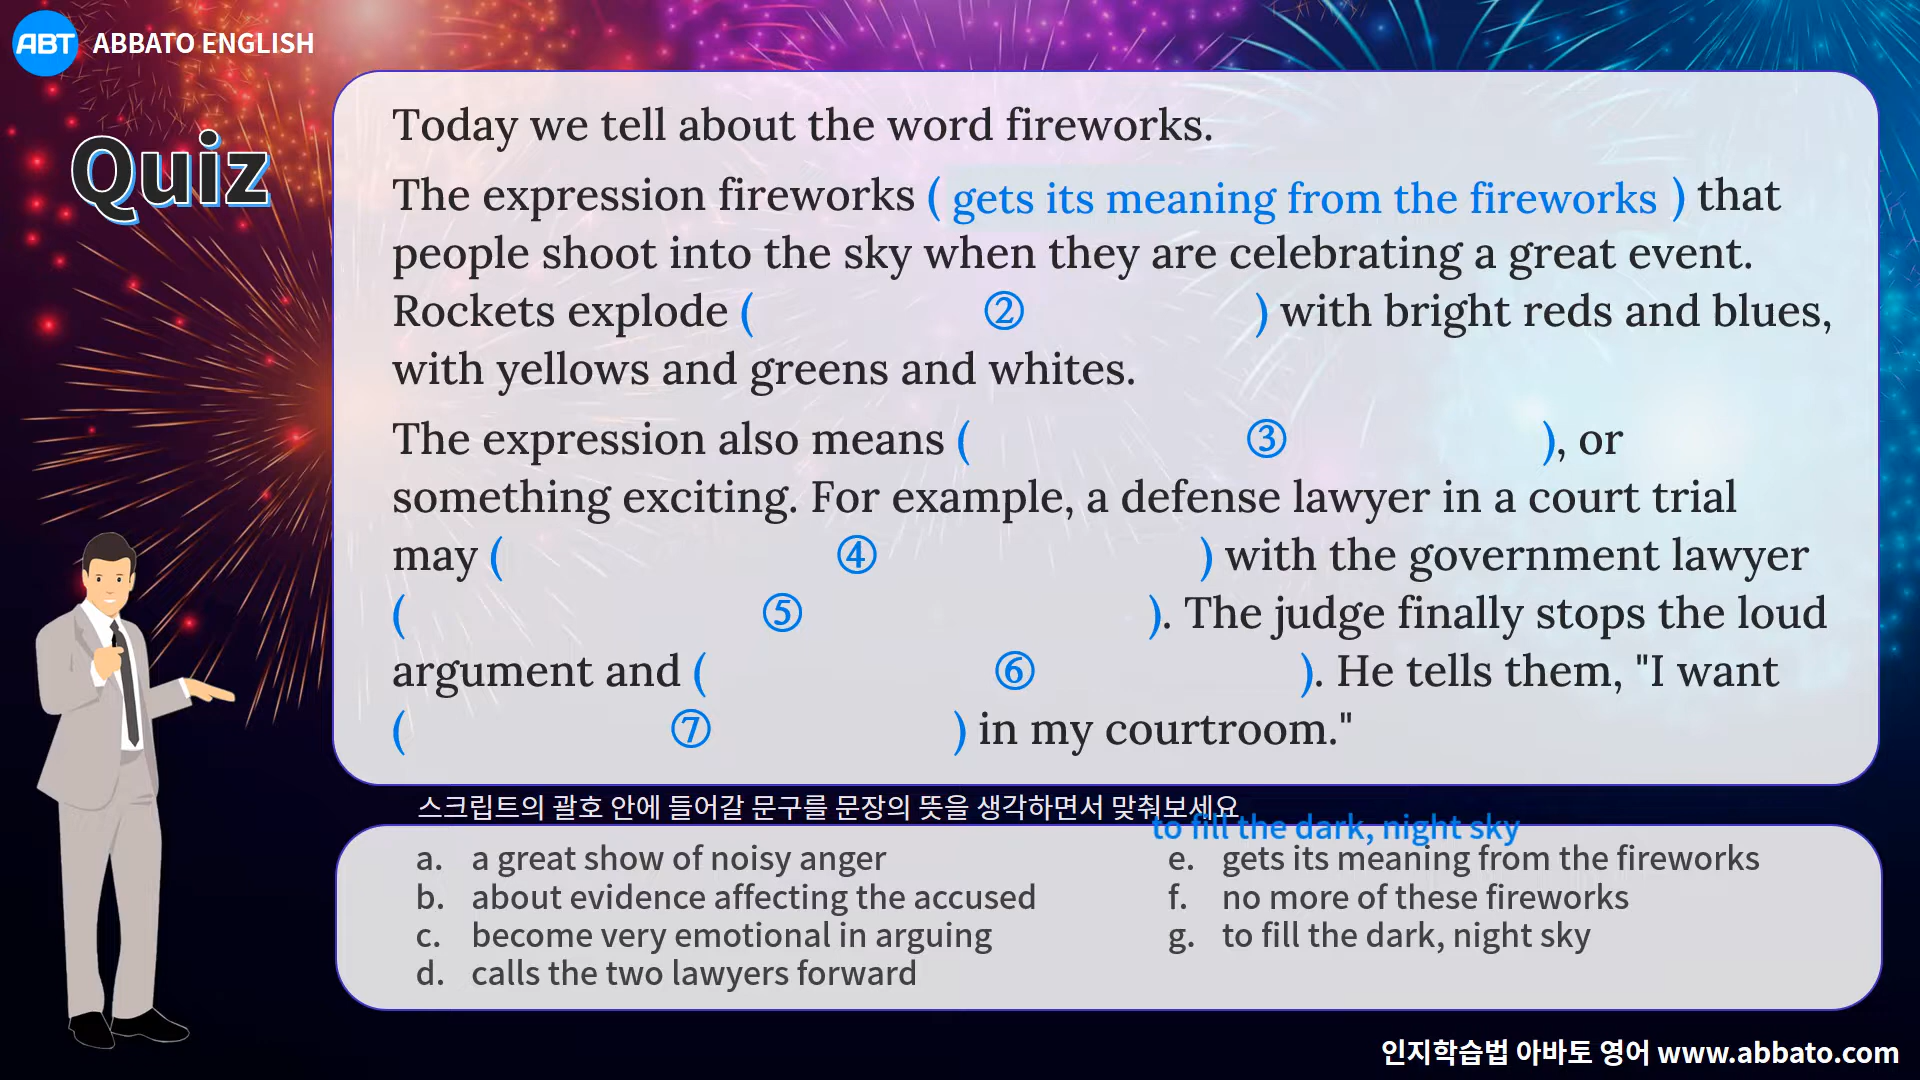 ABT ABBATO ENGLISH
Quiz
Today we tell about the word fireworks.
The expression fireworks ( gets its meaning from the fireworks ) that
people shoot into the sky when they are celebrating a great event.
Rockets explode ( ② ) with bright reds and blues,
with yellows and greens and whites.
The expression also means ( ③ ), or
something exciting. For example, a defense lawyer in a court trial
may ( ④ ) with the government lawyer
( ⑤ ). The judge finally stops the loud
argument and ( ⑥ ). He tells them, "I want
( ⑦ ) in my courtroom."
스크립트의 괄호 안에 들어갈 문구를 문장의 뜻을 생각하면서 맞춰보세요
to fill the dark, night sky
a. a great show of noisy anger
b. about evidence affecting the accused
c. become very emotional in arguing
d. calls the two lawyers forward
e. gets its meaning from the fireworks
f. no more of these fireworks
g. to fill the dark, night sky
인지학습법 아바토 영어 www.abbato.com